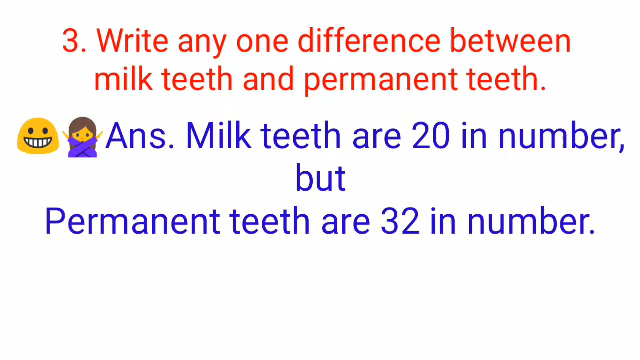 3. Write any one difference between
milk teeth and permanent teeth.
😀🙅‍♀️Ans. Milk teeth are 20 in number,
but
Permanent teeth are 32 in number.